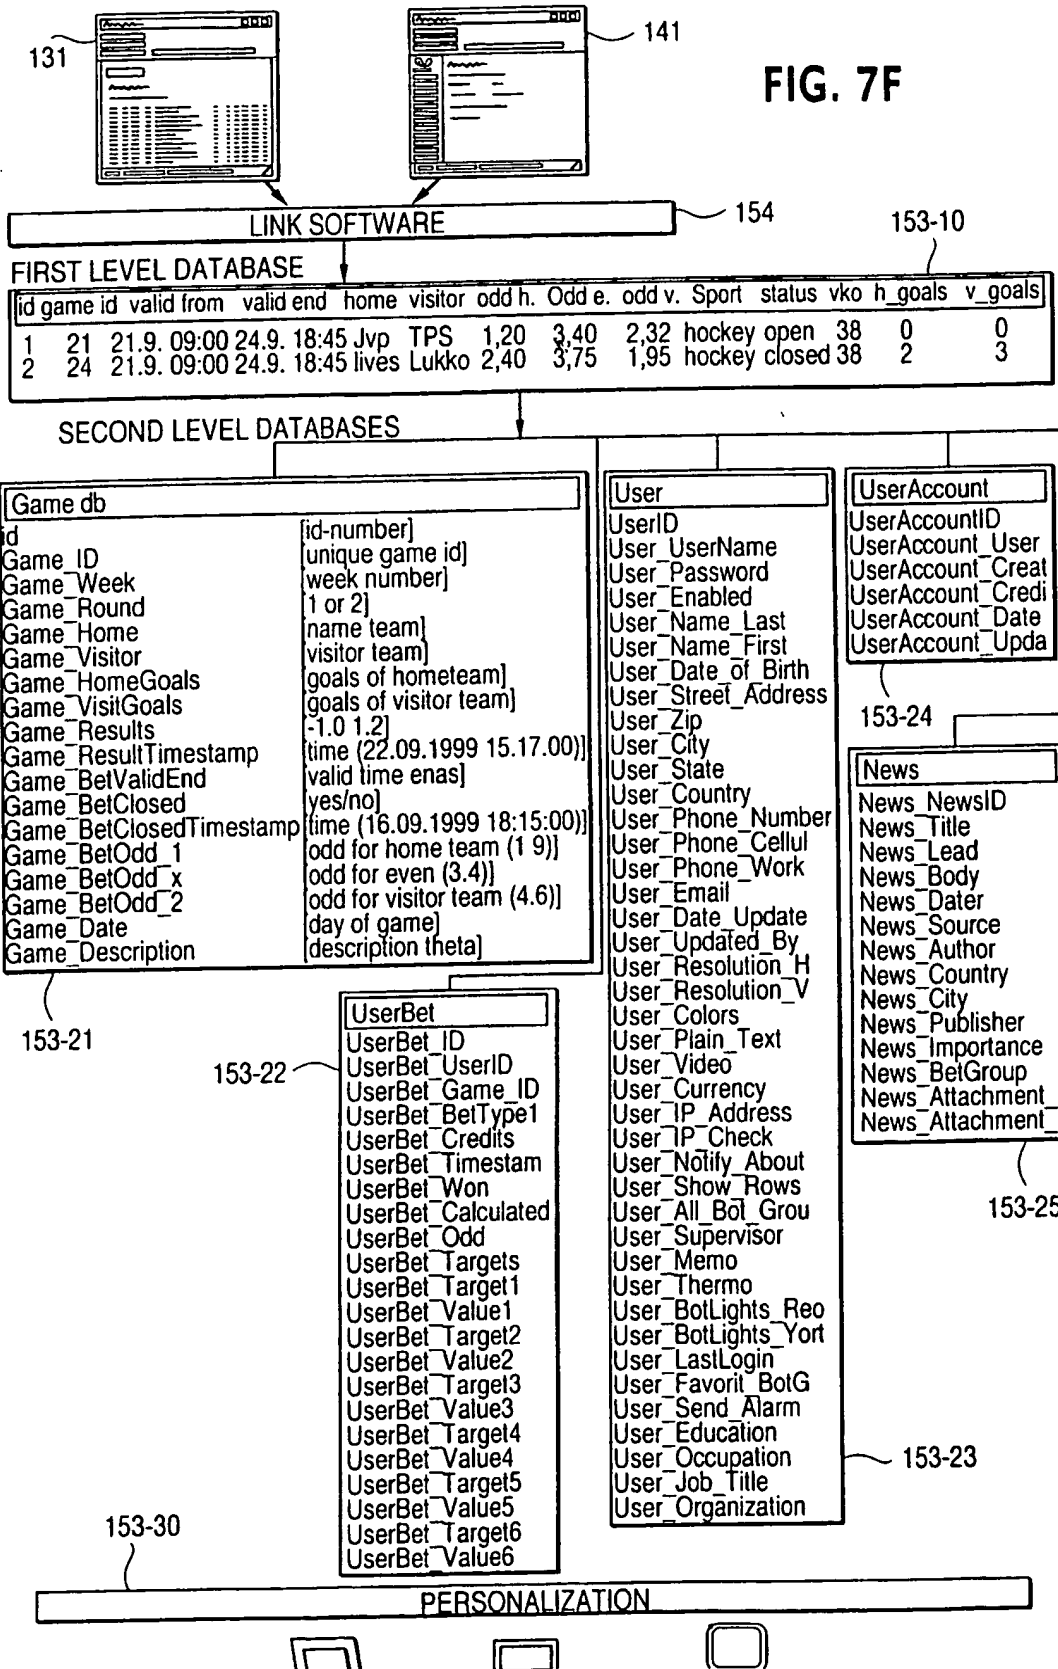 131
141
FIG. 7F
LINK SOFTWARE
154
153-10
FIRST LEVEL DATABASE
id game id valid from valid end home visitor odd h. Odd e. odd v. Sport status vko h_goals v_goals
1 21 21.9. 09:00 24.9. 18:45 Jvp TPS 1,20 3,40 2,32 hockey open 38 0 0
2 24 21.9. 09:00 24.9. 18:45 lives Lukko 2,40 3,75 1,95 hockey closed 38 2 3
SECOND LEVEL DATABASES
Game db
id [id-number]
Game_ID [unique game id]
Game_Week [week number]
Game_Round [1 or 2]
Game_Home [name team]
Game_Visitor [visitor team]
Game_HomeGoals [goals of hometeam]
Game_VisitGoals [goals of visitor team]
Game_Results [-1.0 1.2]
Game_ResultTimestamp [time (22.09.1999 15.17.00)]
Game_BetValidEnd [valid time enas]
Game_BetClosed [yes/no]
Game_BetClosedTimestamp [time (16.09.1999 18:15:00)]
Game_BetOdd_1 [odd for home team (1 9)]
Game_BetOdd_x [odd for even (3.4)]
Game_BetOdd_2 [odd for visitor team (4.6)]
Game_Date [day of game]
Game_Description [description theta]
153-21
UserBet
UserBet_ID
UserBet_UserID
UserBet_Game_ID
UserBet_BetType1
UserBet_Credits
UserBet_Timestam
UserBet_Won
UserBet_Calculated
UserBet_Odd
UserBet_Targets
UserBet_Target1
UserBet_Value1
UserBet_Target2
UserBet_Value2
UserBet_Target3
UserBet_Value3
UserBet_Target4
UserBet_Value4
UserBet_Target5
UserBet_Value5
UserBet_Target6
UserBet_Value6
153-22
User
UserID
User_UserName
User_Password
User_Enabled
User_Name_Last
User_Name_First
User_Date_of_Birth
User_Street_Address
User_Zip
User_City
User_State
User_Country
User_Phone_Number
User_Phone_Cellul
User_Phone_Work
User_Email
User_Date_Update
User_Updated_By
User_Resolution_H
User_Resolution_V
User_Colors
User_Plain_Text
User_Video
User_Currency
User_IP_Address
User_IP_Check
User_Notify_About
User_Show_Rows
User_All_Bot_Grou
User_Supervisor
User_Memo
User_Thermo
User_BotLights_Reo
User_BotLights_Yort
User_LastLogin
User_Favorit_BotG
User_Send_Alarm
User_Education
User_Occupation
User_Job_Title
User_Organization
153-23
UserAccount
UserAccountID
UserAccount_User
UserAccount_Creat
UserAccount_Credi
UserAccount_Date
UserAccount_Upda
153-24
News
News_NewsID
News_Title
News_Lead
News_Body
News_Dater
News_Source
News_Author
News_Country
News_City
News_Publisher
News_Importance
News_BetGroup
News_Attachment_
News_Attachment_
153-25
153-30
PERSONALIZATION